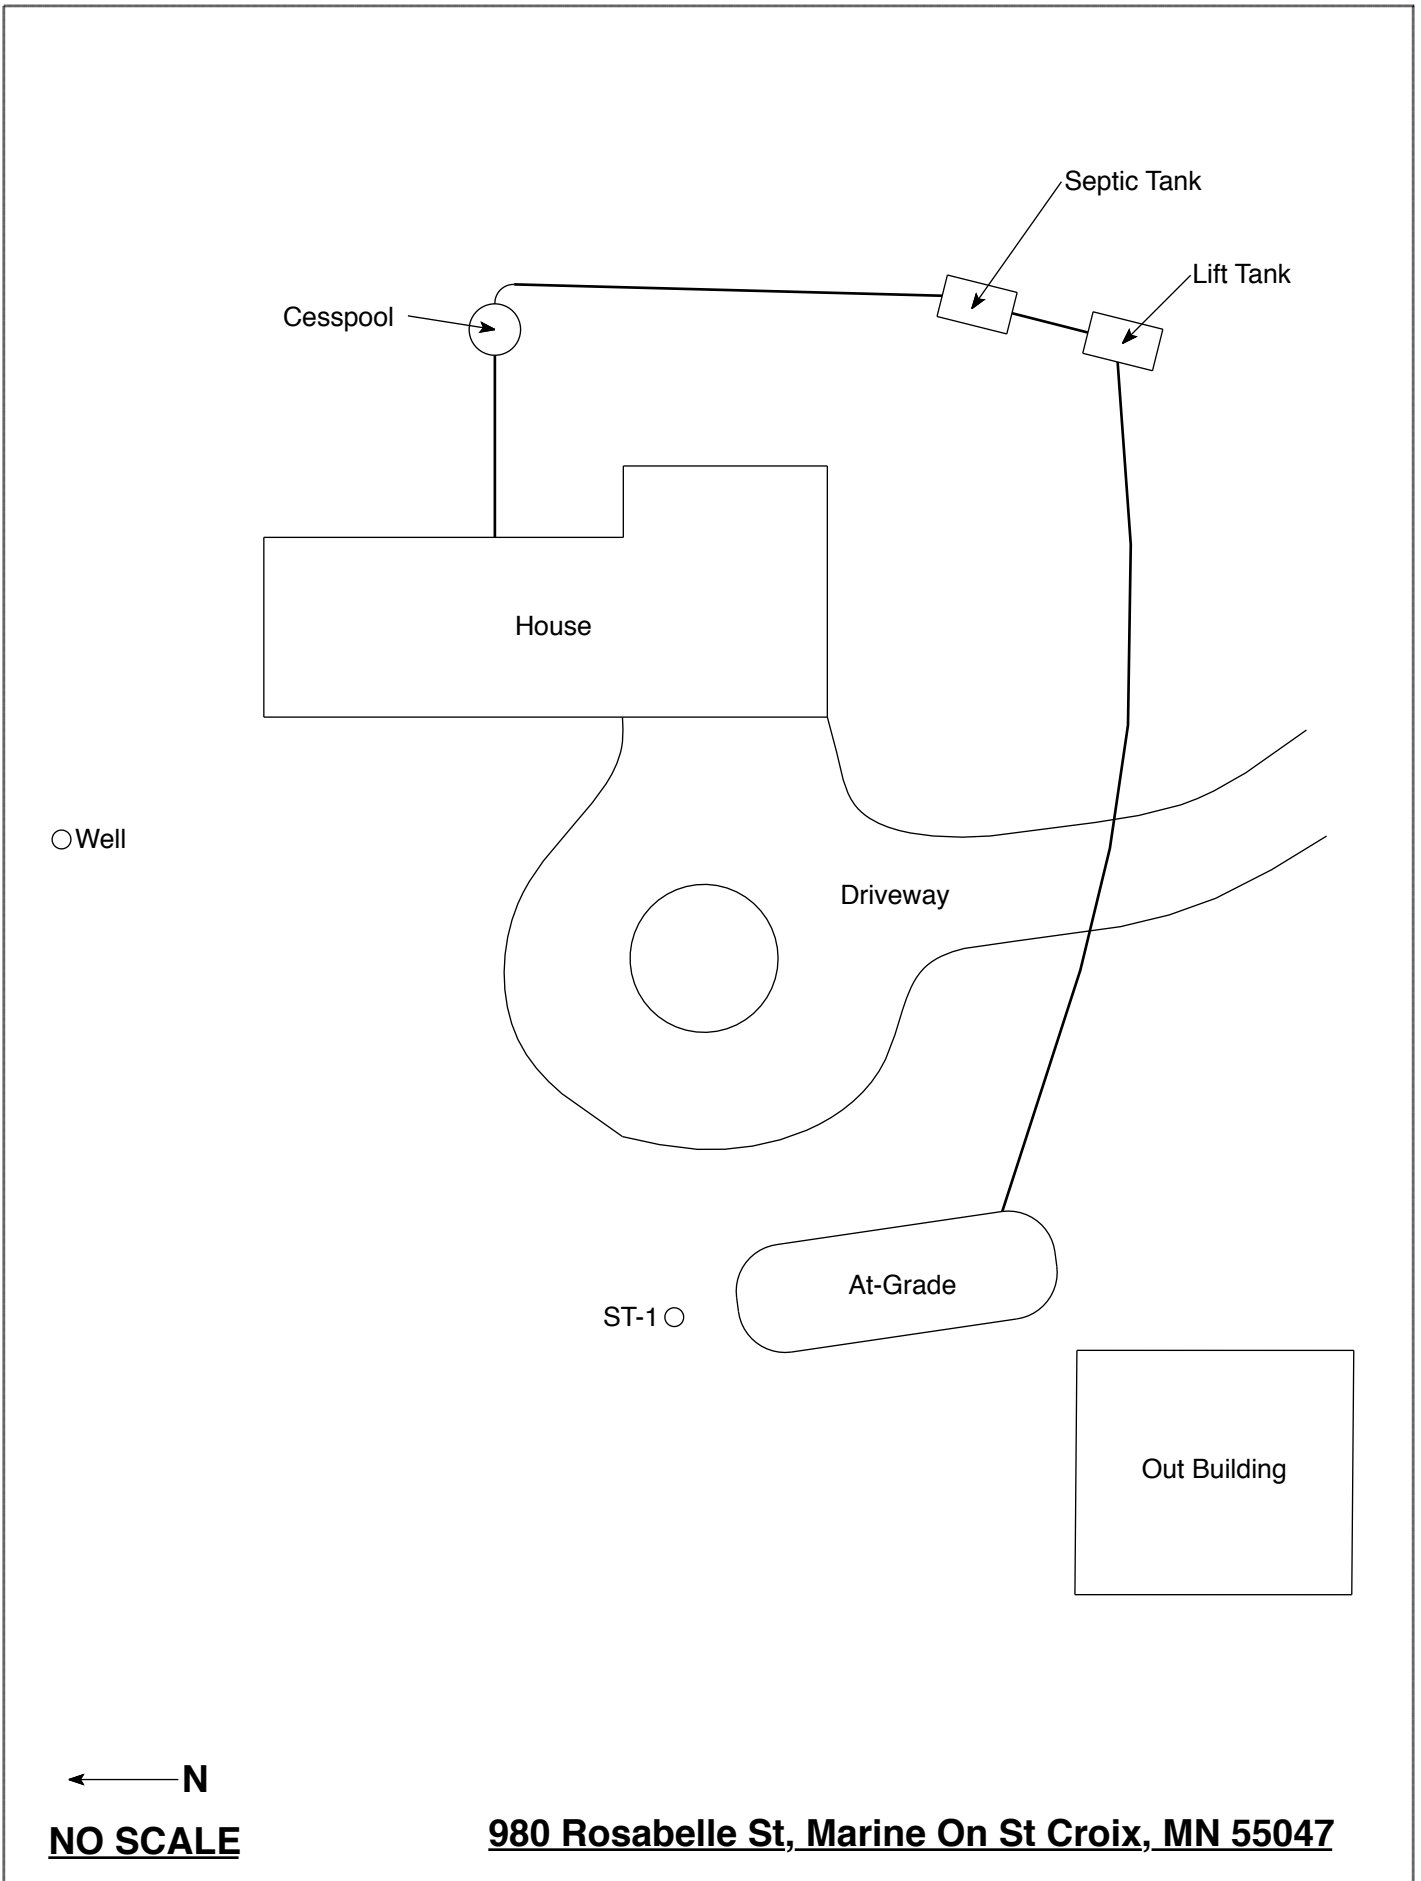 Septic Tank
Lift Tank
Cesspool
House
Well
Driveway
At-Grade
ST-1
Out Building
N
NO SCALE
980 Rosabelle St, Marine On St Croix, MN 55047